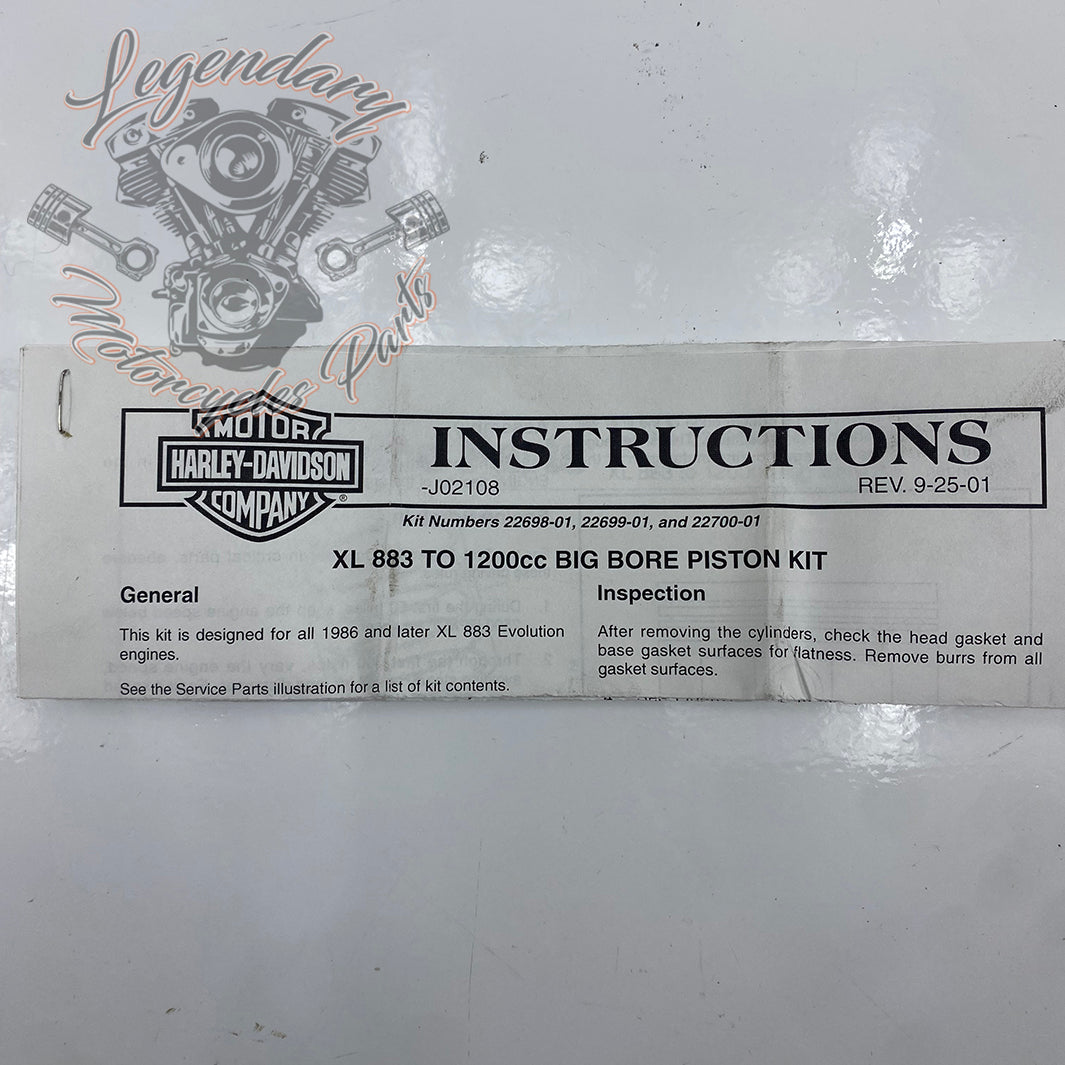 Legendary
Motorcycles Parts
MOTOR
HARLEY-DAVIDSON
COMPANY
®
INSTRUCTIONS
-J02108
REV. 9-25-01
Kit Numbers 22698-01, 22699-01, and 22700-01
XL 883 TO 1200cc BIG BORE PISTON KIT
General
This kit is designed for all 1986 and later XL 883 Evolution
engines.
See the Service Parts illustration for a list of kit contents.
Inspection
After removing the cylinders, check the head gasket and
base gasket surfaces for flatness. Remove burrs from all
gasket surfaces.